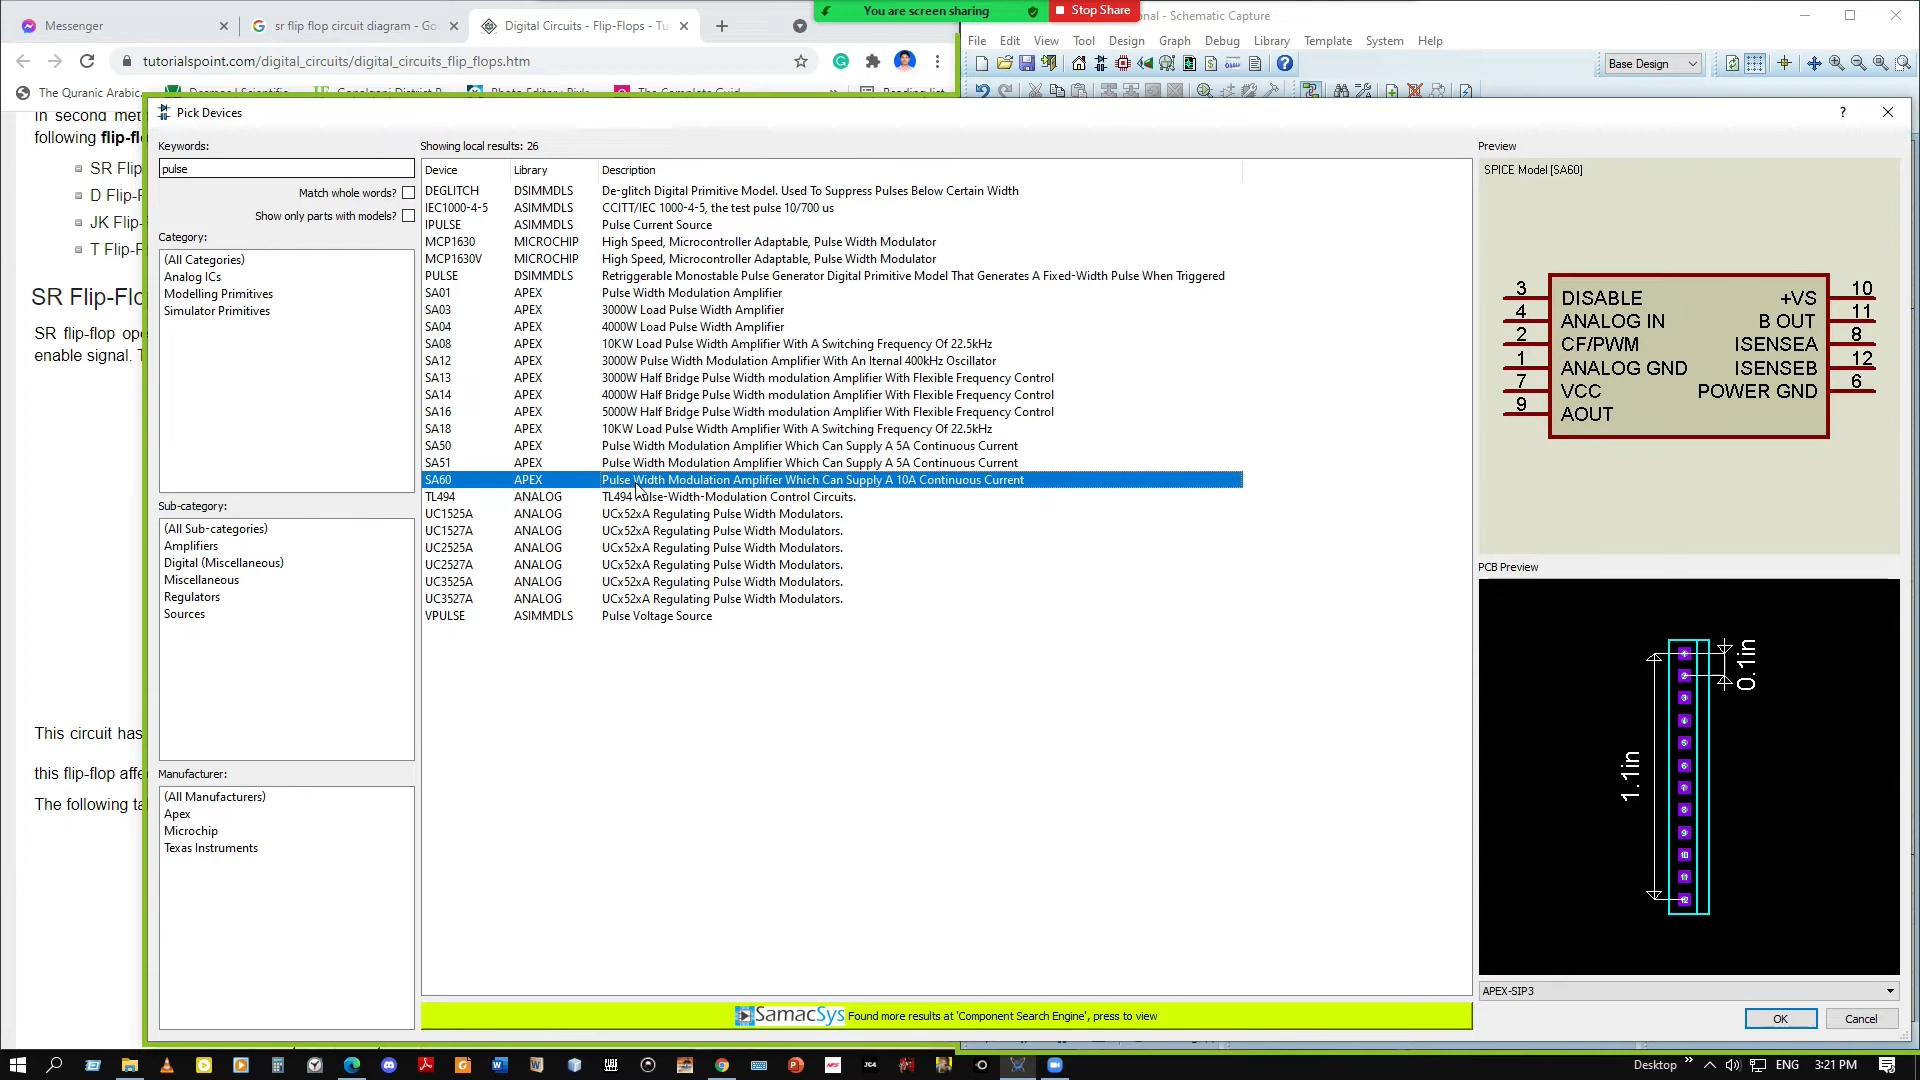 You are screen sharing
Stop Share
onal - Schematic Capture
Messenger
sr flip flop circuit diagram - Go
Digital Circuits - Flip-Flops - Tu
tutorialspoint.com/digital_circuits/digital_circuits_flip_flops.htm
File Edit View Tool Design Graph Debug Library Template System Help
Base Design
The Quranic Arabic
In second met
following flip-fl
SR Flip
D Flip-F
JK Flip-
T Flip-F
SR Flip-Flo
SR flip-flop ope
enable signal. T
This circuit has
this flip-flop affe
The following ta
Pick Devices
Keywords:
pulse
Match whole words?
Show only parts with models?
Category:
(All Categories)
Analog ICs
Modelling Primitives
Simulator Primitives
Sub-category:
(All Sub-categories)
Amplifiers
Digital (Miscellaneous)
Miscellaneous
Regulators
Sources
Manufacturer:
(All Manufacturers)
Apex
Microchip
Texas Instruments
Showing local results: 26
Device Library Description
DEGLITCH DSIMMDLS De-glitch Digital Primitive Model. Used To Suppress Pulses Below Certain Width
IEC1000-4-5 ASIMMDLS CCITT/IEC 1000-4-5, the test pulse 10/700 us
IPULSE ASIMMDLS Pulse Current Source
MCP1630 MICROCHIP High Speed, Microcontroller Adaptable, Pulse Width Modulator
MCP1630V MICROCHIP High Speed, Microcontroller Adaptable, Pulse Width Modulator
PULSE DSIMMDLS Retriggerable Monostable Pulse Generator Digital Primitive Model That Generates A Fixed-Width Pulse When Triggered
SA01 APEX Pulse Width Modulation Amplifier
SA03 APEX 3000W Load Pulse Width Amplifier
SA04 APEX 4000W Load Pulse Width Amplifier
SA08 APEX 10KW Load Pulse Width Amplifier With A Switching Frequency Of 22.5kHz
SA12 APEX 3000W Pulse Width Modulation Amplifier With An Iternal 400kHz Oscillator
SA13 APEX 3000W Half Bridge Pulse Width modulation Amplifier With Flexible Frequency Control
SA14 APEX 4000W Half Bridge Pulse Width modulation Amplifier With Flexible Frequency Control
SA16 APEX 5000W Half Bridge Pulse Width modulation Amplifier With Flexible Frequency Control
SA18 APEX 10KW Load Pulse Width Amplifier With A Switching Frequency Of 22.5kHz
SA50 APEX Pulse Width Modulation Amplifier Which Can Supply A 5A Continuous Current
SA51 APEX Pulse Width Modulation Amplifier Which Can Supply A 5A Continuous Current
SA60 APEX Pulse Width Modulation Amplifier Which Can Supply A 10A Continuous Current
TL494 ANALOG TL494 Pulse-Width-Modulation Control Circuits.
UC1525A ANALOG UCx52xA Regulating Pulse Width Modulators.
UC1527A ANALOG UCx52xA Regulating Pulse Width Modulators.
UC2525A ANALOG UCx52xA Regulating Pulse Width Modulators.
UC2527A ANALOG UCx52xA Regulating Pulse Width Modulators.
UC3525A ANALOG UCx52xA Regulating Pulse Width Modulators.
UC3527A ANALOG UCx52xA Regulating Pulse Width Modulators.
VPULSE ASIMMDLS Pulse Voltage Source
SamacSys Found more results at 'Component Search Engine', press to view
Preview
SPICE Model [SA60]
3 DISABLE +VS 10
4 ANALOG IN B OUT 11
2 CF/PWM ISENSEA 8
1 ANALOG GND ISENSEB 12
7 VCC POWER GND 6
9 AOUT
PCB Preview
0.1in
1.1in
2
3
4
5
6
7
8
9
10
11
12
APEX-SIP3
OK Cancel
Desktop ENG 3:21 PM